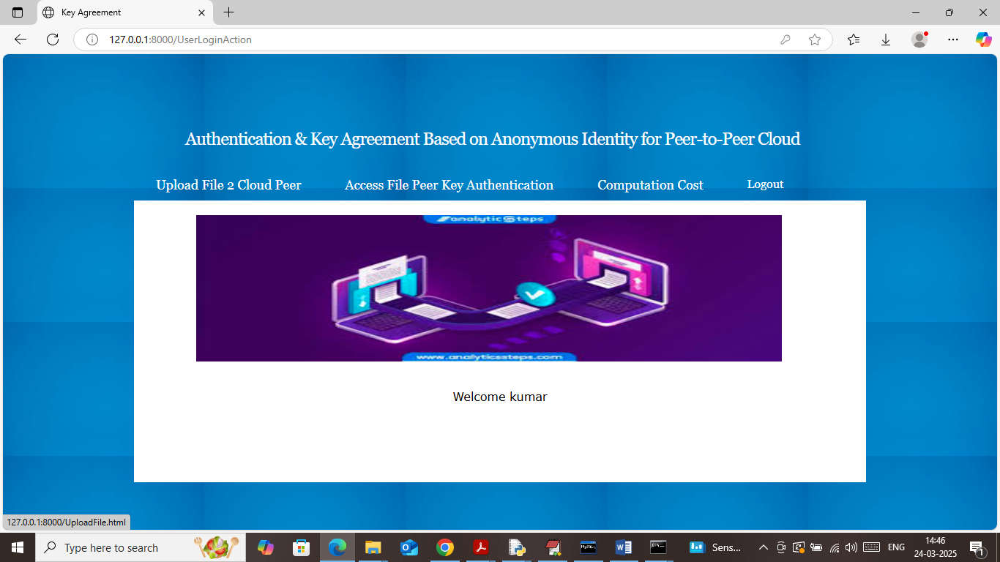 Key Agreement
127.0.0.1:8000/UserLoginAction
Authentication & Key Agreement Based on Anonymous Identity for Peer-to-Peer Cloud
Upload File 2 Cloud Peer Access File Peer Key Authentication Computation Cost Logout
analytic Steps
www.analyticssteps.com
Welcome kumar
127.0.0.1:8000/UploadFile.html
Type here to search Sens... ENG 14:46
24-03-2025 1